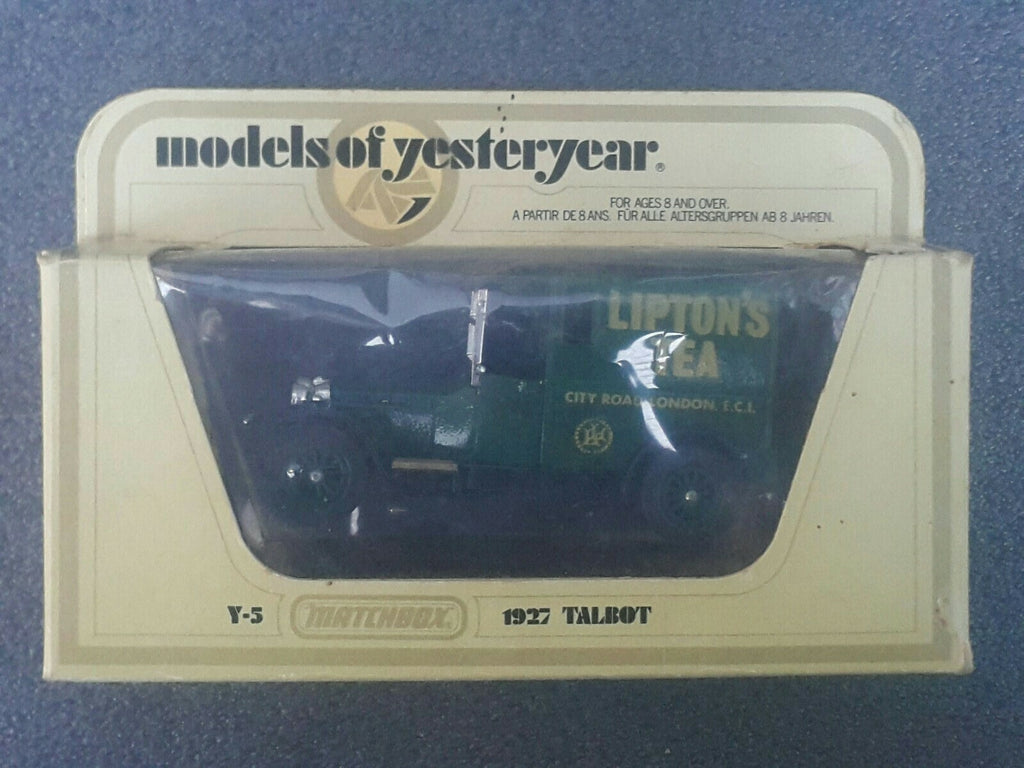 models of yesteryear®
FOR AGES 8 AND OVER.
A PARTIR DE 8 ANS. FÜR ALLE ALTERSGRUPPEN AB 8 JAHREN.
LIPTON'S
TEA
CITY ROAD LONDON. E.C.1.
Y-5 MATCHBOX 1927 TALBOT